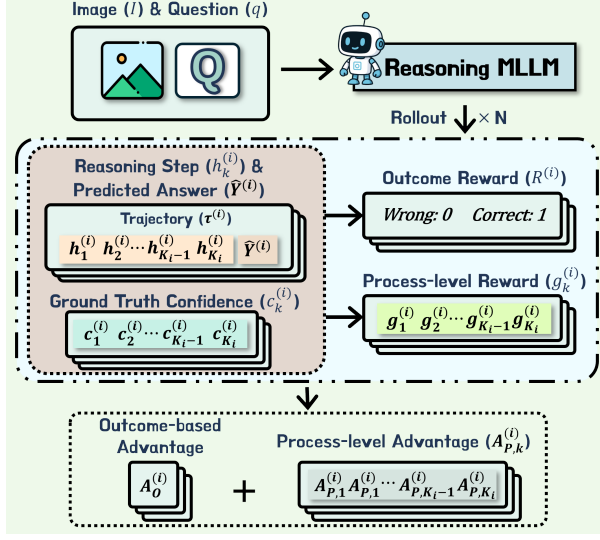 Image (I) & Question (q)
Q
Reasoning MLLM
Rollout × N
Reasoning Step (h_k^{(i)}) &
Predicted Answer (Ŷ^{(i)})
Trajectory (τ^{(i)})
h_1^{(i)} h_2^{(i)} ⋯ h_{K_i-1}^{(i)} h_{K_i}^{(i)} Ŷ^{(i)}
Ground Truth Confidence (c_k^{(i)})
c_1^{(i)} c_2^{(i)} ⋯ c_{K_i-1}^{(i)} c_{K_i}^{(i)}
Outcome Reward (R^{(i)})
Wrong: 0 Correct: 1
Process-level Reward (g_k^{(i)})
g_1^{(i)} g_2^{(i)} ⋯ g_{K_i-1}^{(i)} g_{K_i}^{(i)}
Outcome-based
Advantage
A_O^{(i)}
+
Process-level Advantage (A_{P,k}^{(i)})
A_{P,1}^{(i)} A_{P,1}^{(i)} ⋯ A_{P,K_i-1}^{(i)} A_{P,K_i}^{(i)}